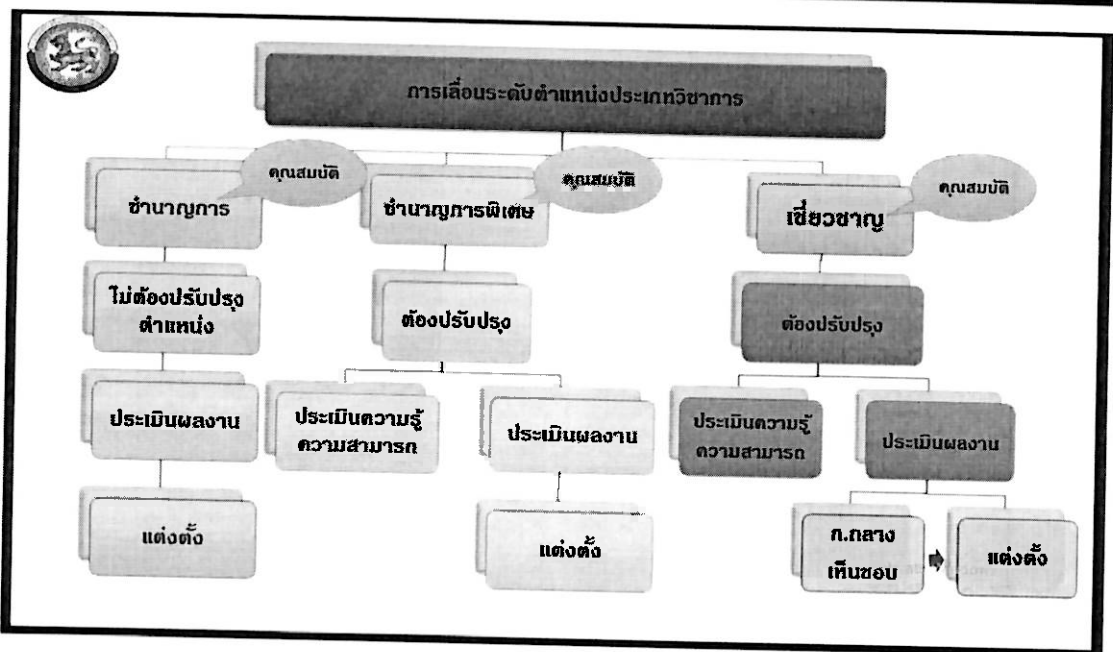 การเลื่อนระดับตำแหน่งประเภทวิชาการ
คุณสมบัติ
ชำนาญการ
คุณสมบัติ
ชำนาญการพิเศษ
คุณสมบัติ
เชี่ยวชาญ
ไม่ต้องปรับปรุง
ตำแหน่ง
ต้องปรับปรุง
ต้องปรับปรุง
ประเมินผลงาน
ประเมินความรู้
ความสามารถ
ประเมินผลงาน
ประเมินความรู้
ความสามารถ
ประเมินผลงาน
แต่งตั้ง
แต่งตั้ง
ก.กลาง
เห็นชอบ
แต่งตั้ง